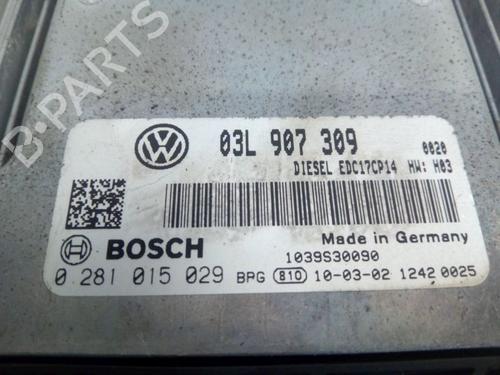 B-PARTS
VW
03L 907 309 0020
DIESEL EDC17CP14 HW: H03
Made in Germany
BOSCH 1039S30090
0 281 015 029 BPG 810 10-03-02 1242 0025